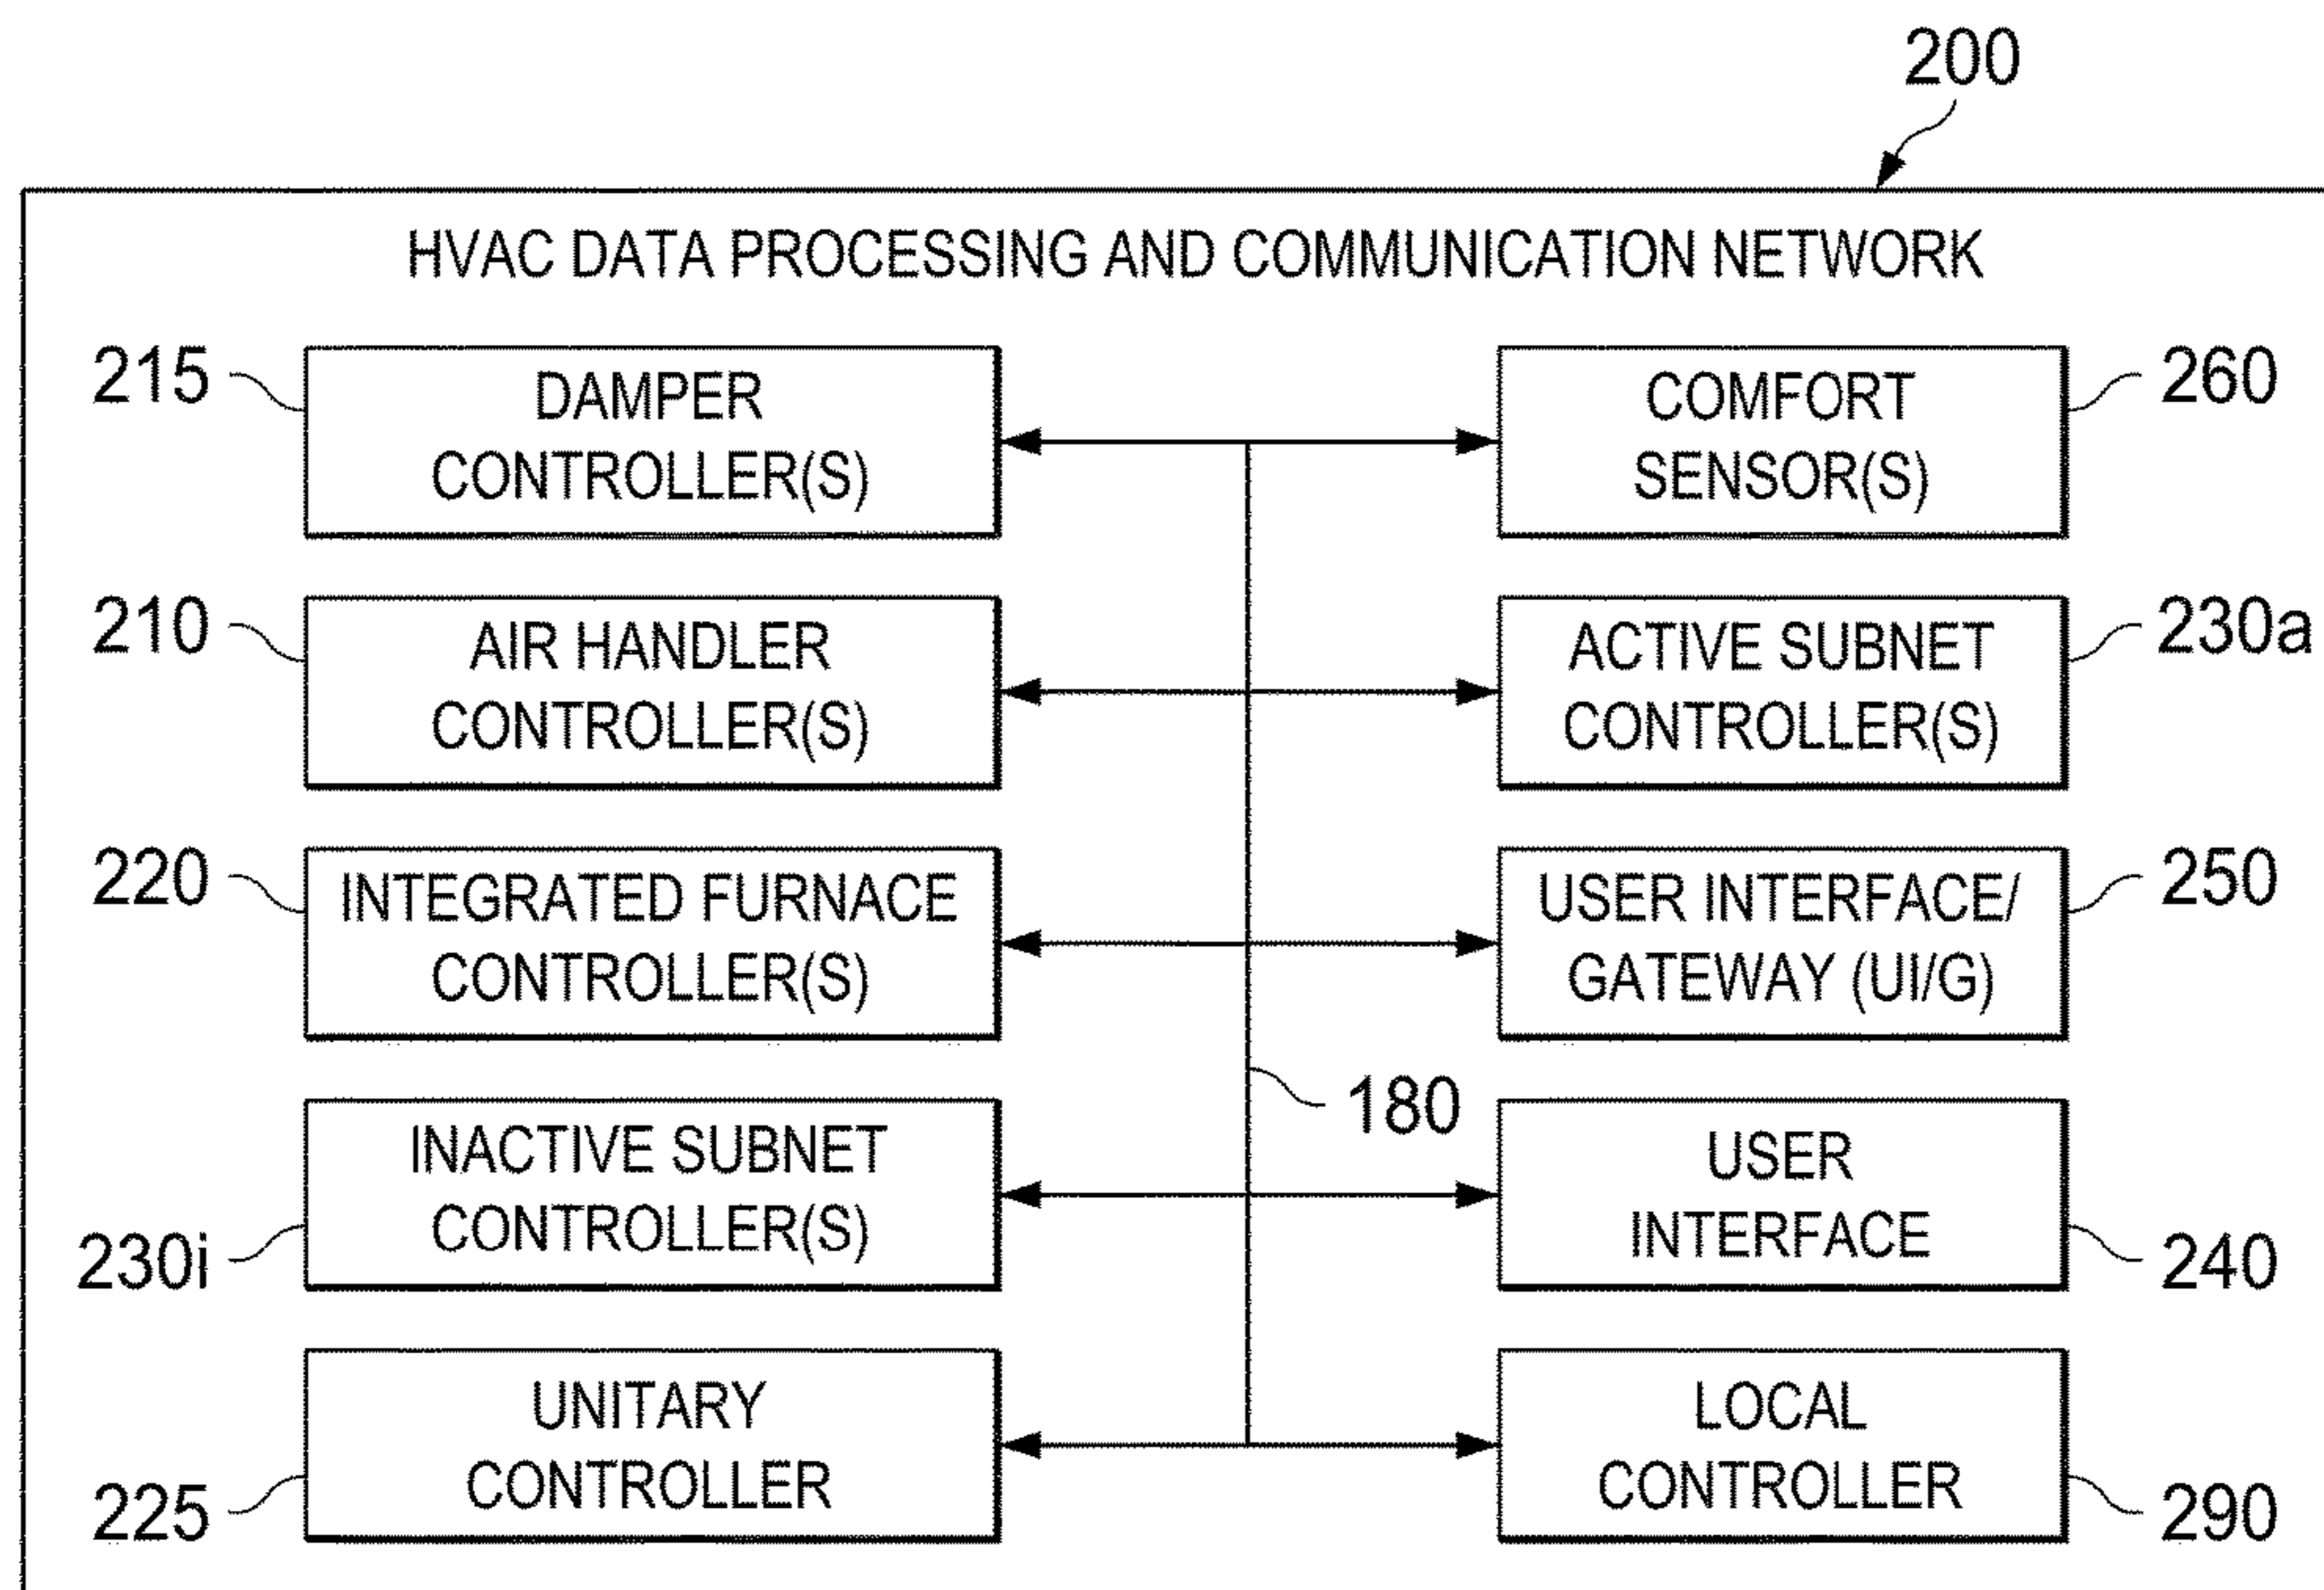 200
HVAC DATA PROCESSING AND COMMUNICATION NETWORK
215
DAMPER
CONTROLLER(S)
COMFORT
SENSOR(S)
260
210
AIR HANDLER
CONTROLLER(S)
ACTIVE SUBNET
CONTROLLER(S)
230a
220
INTEGRATED FURNACE
CONTROLLER(S)
USER INTERFACE/
GATEWAY (UI/G)
250
180
INACTIVE SUBNET
CONTROLLER(S)
230i
USER
INTERFACE
240
UNITARY
CONTROLLER
225
LOCAL
CONTROLLER
290